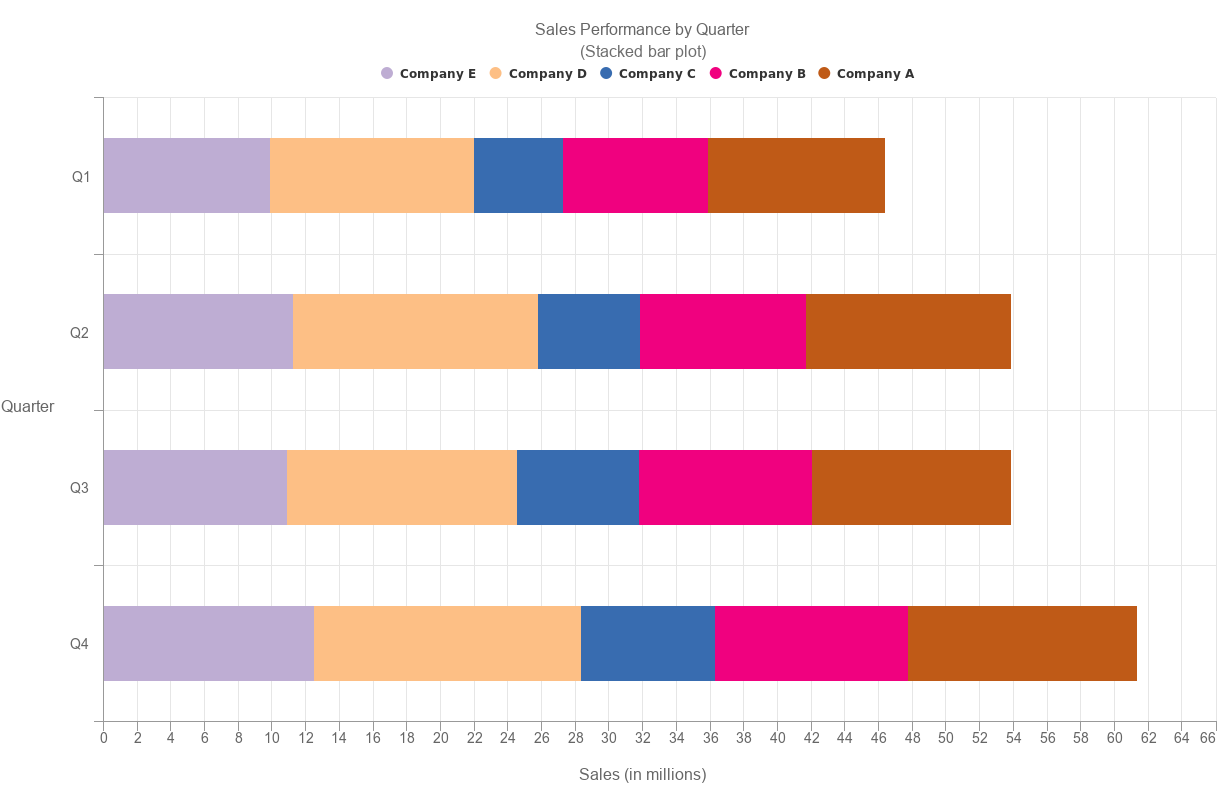 Sales Performance by Quarter
(Stacked bar plot)
Company E Company D Company C Company B Company A
Q1
Q2
Quarter
Q3
Q4
0 2 4 6 8 10 12 14 16 18 20 22 24 26 28 30 32 34 36 38 40 42 44 46 48 50 52 54 56 58 60 62 64 66
Sales (in millions)